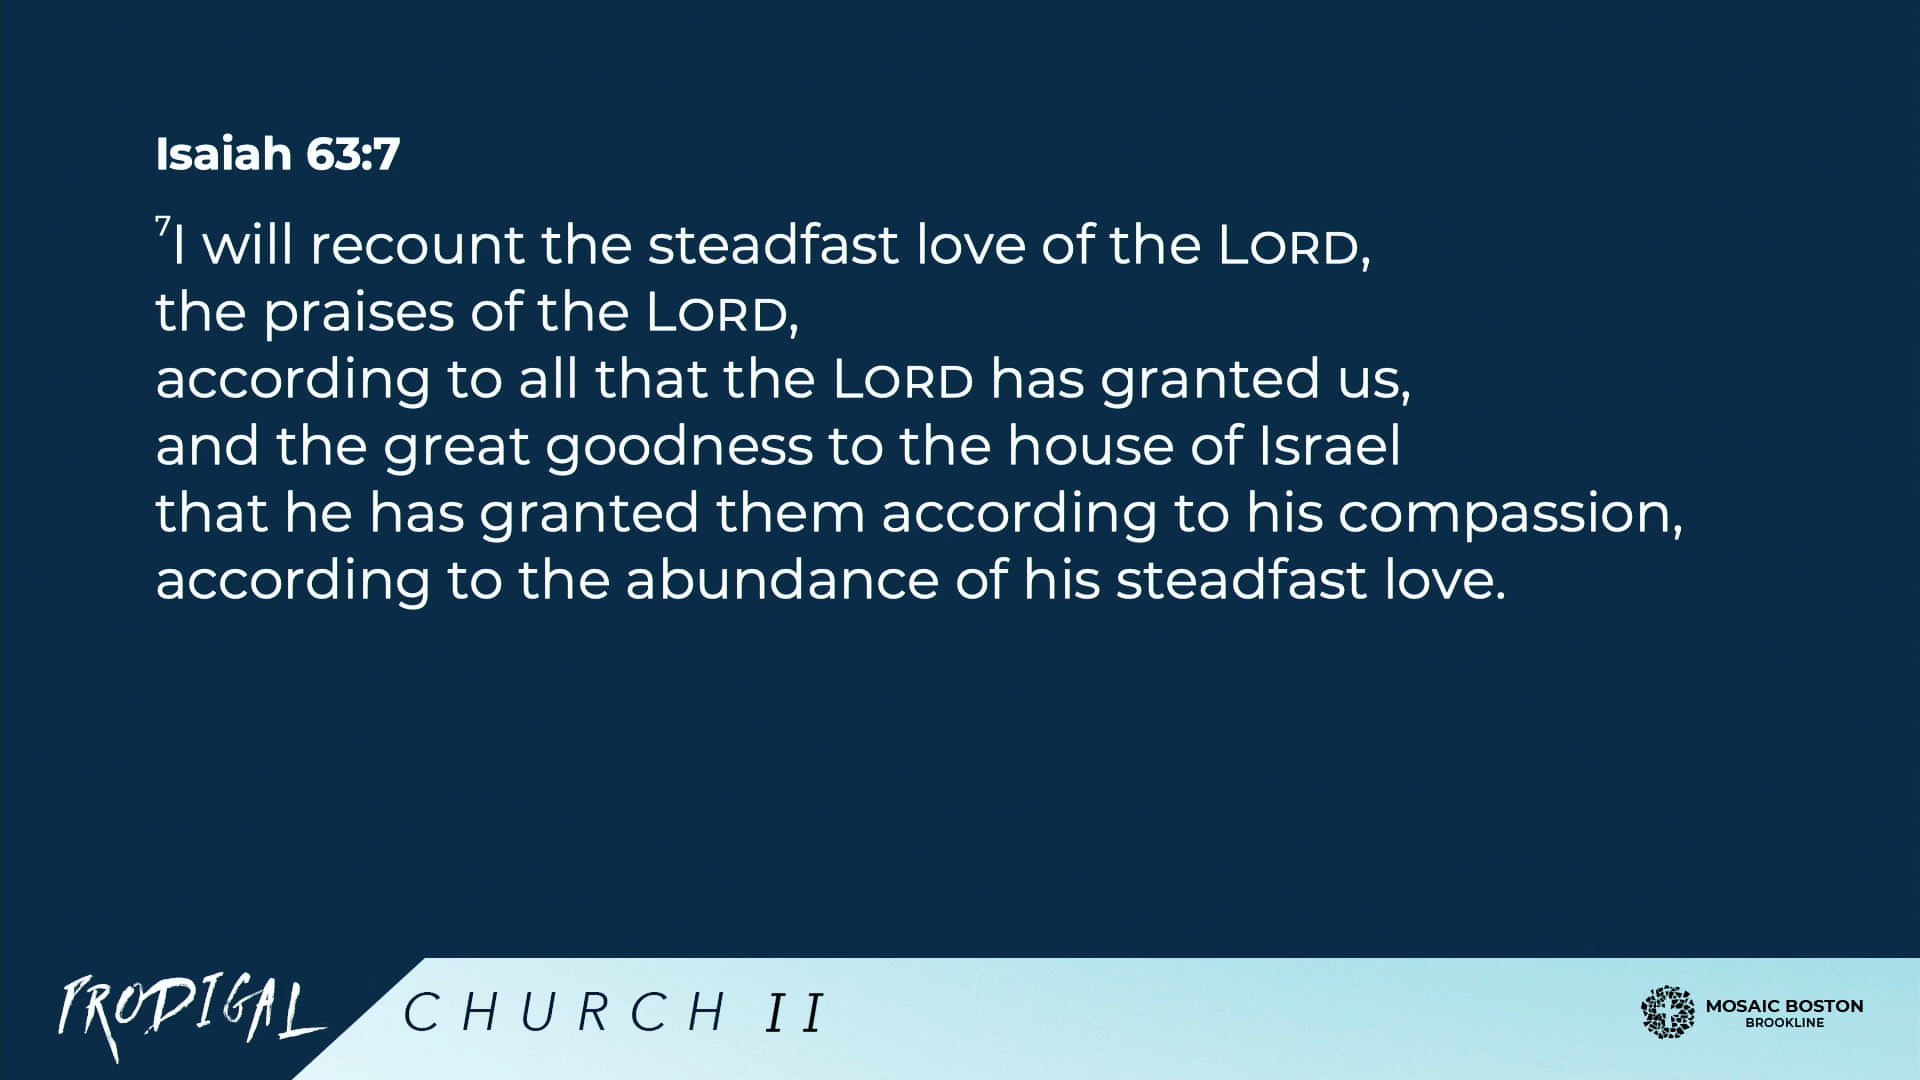 Isaiah 63:7
7I will recount the steadfast love of the LORD,
the praises of the LORD,
according to all that the LORD has granted us,
and the great goodness to the house of Israel
that he has granted them according to his compassion,
according to the abundance of his steadfast love.
PRODIGAL CHURCH II
MOSAIC BOSTON
BROOKLINE